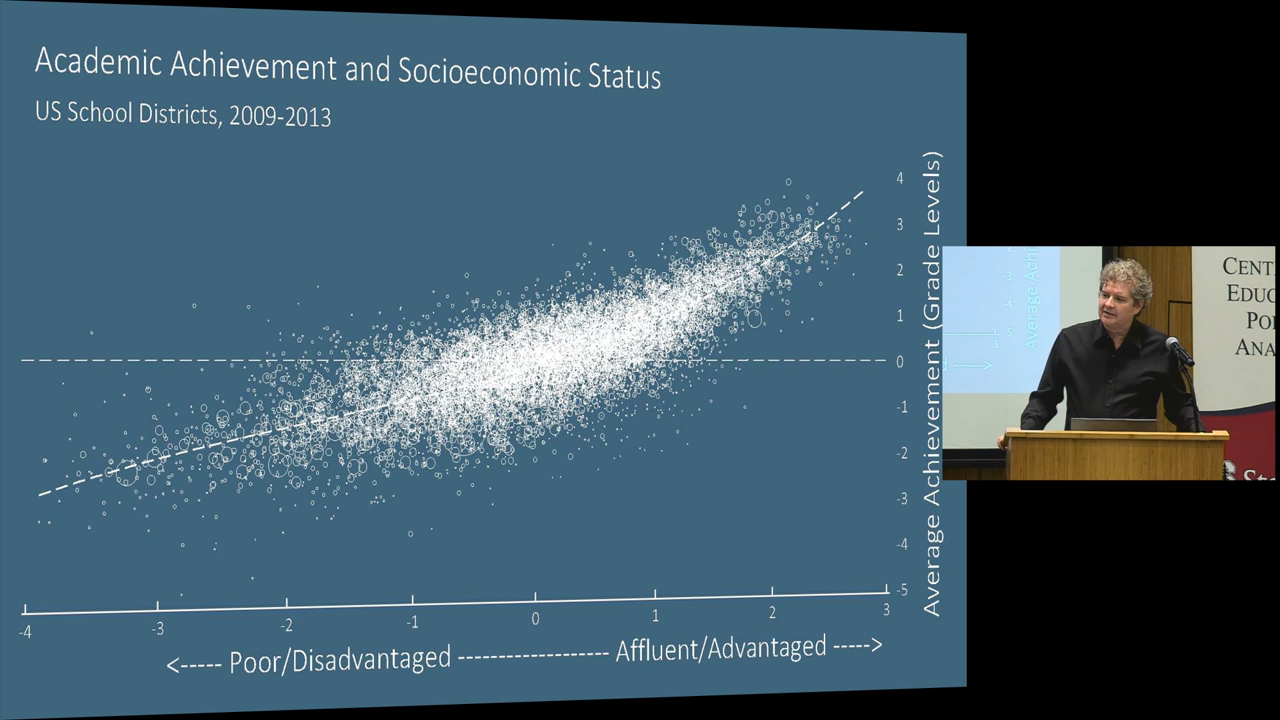 Academic Achievement and Socioeconomic Status
US School Districts, 2009-2013
4
3
2
1
0
-1
-2
-3
-4
-5
Average Achievement (Grade Levels)
-4 -3 -2 -1 0 1 2 3
<----- Poor/Disadvantaged ------------------ Affluent/Advantaged ----->
Average Achi
CENT
EDUC
PO
ANA